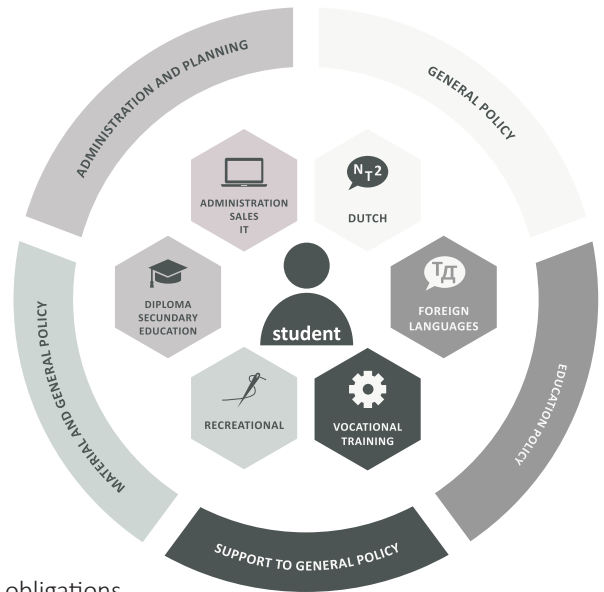 ADMINISTRATION AND PLANNING
GENERAL POLICY
ADMINISTRATION
SALES
IT
NT2
DUTCH
DIPLOMA
SECUNDARY
EDUCATION
student
TД
FOREIGN
LANGUAGES
MATERIAL AND GENERAL POLICY
EDUCATION POLICY
RECREATIONAL
VOCATIONAL
TRAINING
SUPPORT TO GENERAL POLICY
obligations